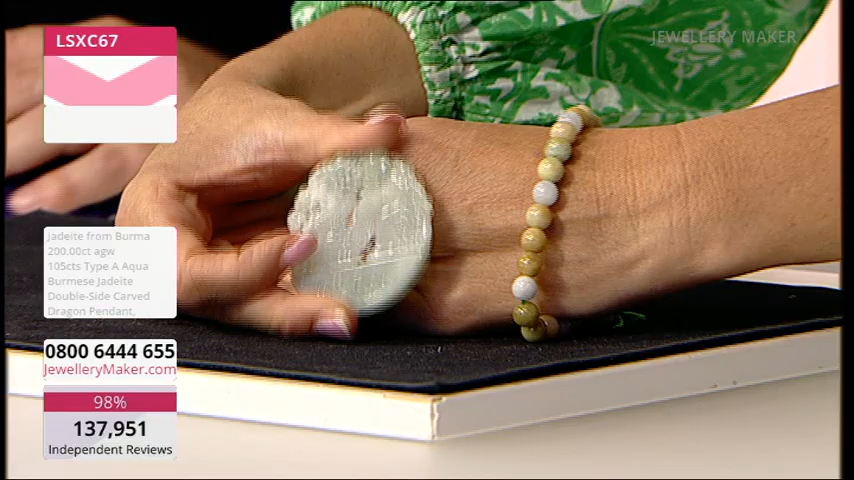 LSXC67
JEWELLERY MAKER
Jadeite from Burma
200.00ct agw
105cts Type A Aqua
Burmese Jadeite
Double-Side Carved
Dragon Pendant,
0800 6444 655
JewelleryMaker.com
98%
137,951
Independent Reviews